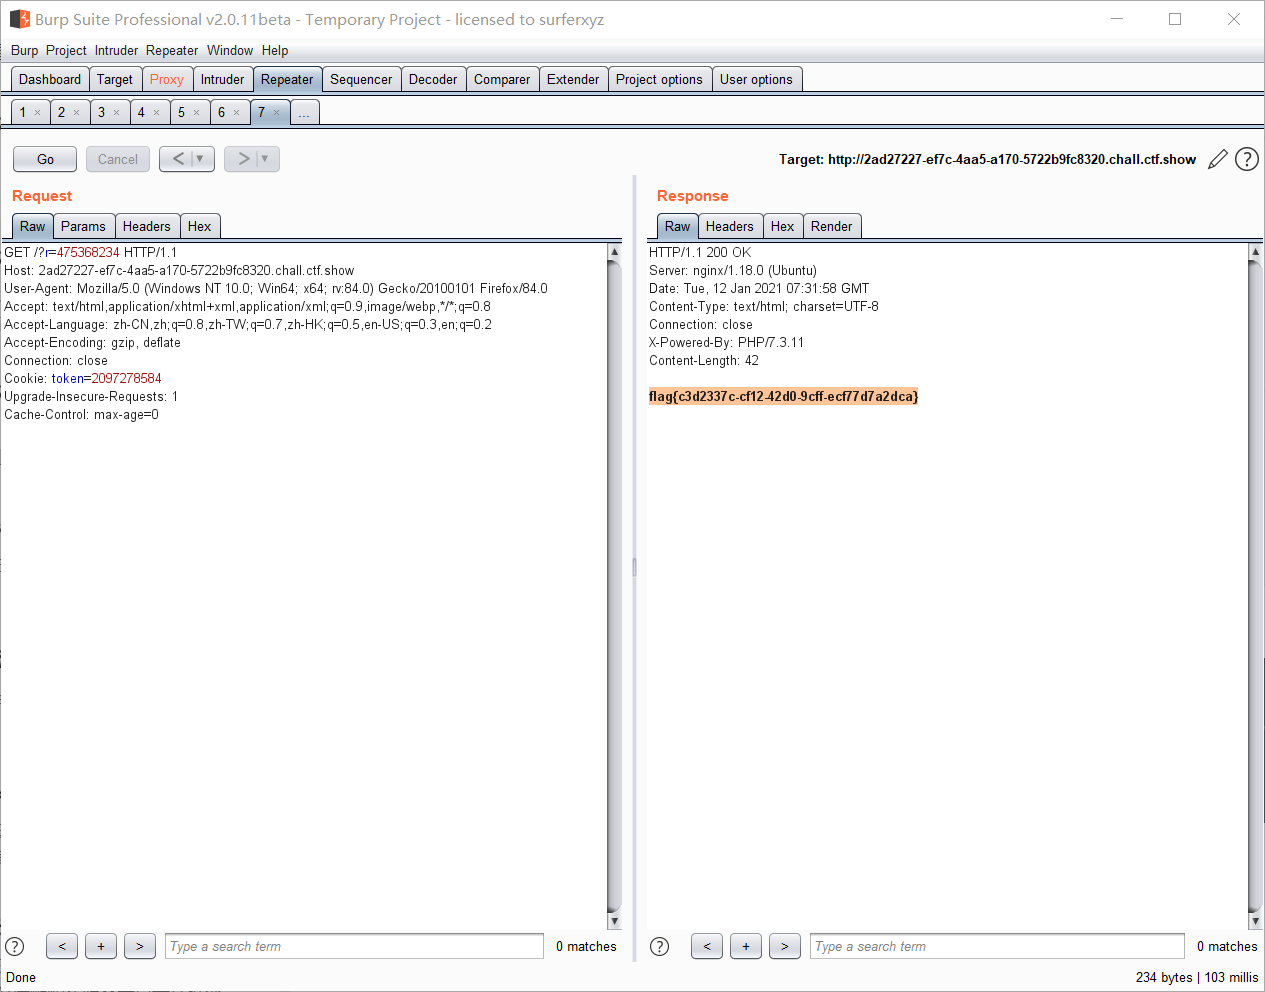 Burp Suite Professional v2.0.11beta - Temporary Project - licensed to surferxyz
Burp Project Intruder Repeater Window Help
Dashboard Target Proxy Intruder Repeater Sequencer Decoder Comparer Extender Project options User options
1 × 2 × 3 × 4 × 5 × 6 × 7 × ...
Go Cancel < > Target: http://2ad27227-ef7c-4aa5-a170-5722b9fc8320.chall.ctf.show ?
Request
Raw Params Headers Hex
GET /?r=475368234 HTTP/1.1
Host: 2ad27227-ef7c-4aa5-a170-5722b9fc8320.chall.ctf.show
User-Agent: Mozilla/5.0 (Windows NT 10.0; Win64; x64; rv:84.0) Gecko/20100101 Firefox/84.0
Accept: text/html,application/xhtml+xml,application/xml;q=0.9,image/webp,*/*;q=0.8
Accept-Language: zh-CN,zh;q=0.8,zh-TW;q=0.7,zh-HK;q=0.5,en-US;q=0.3,en;q=0.2
Accept-Encoding: gzip, deflate
Connection: close
Cookie: token=2097278584
Upgrade-Insecure-Requests: 1
Cache-Control: max-age=0
? < + > Type a search term 0 matches
Response
Raw Headers Hex Render
HTTP/1.1 200 OK
Server: nginx/1.18.0 (Ubuntu)
Date: Tue, 12 Jan 2021 07:31:58 GMT
Content-Type: text/html; charset=UTF-8
Connection: close
X-Powered-By: PHP/7.3.11
Content-Length: 42
flag{c3d2337c-cf12-42d0-9cff-ecf77d7a2dca}
? < + > Type a search term 0 matches
Done
234 bytes | 103 millis